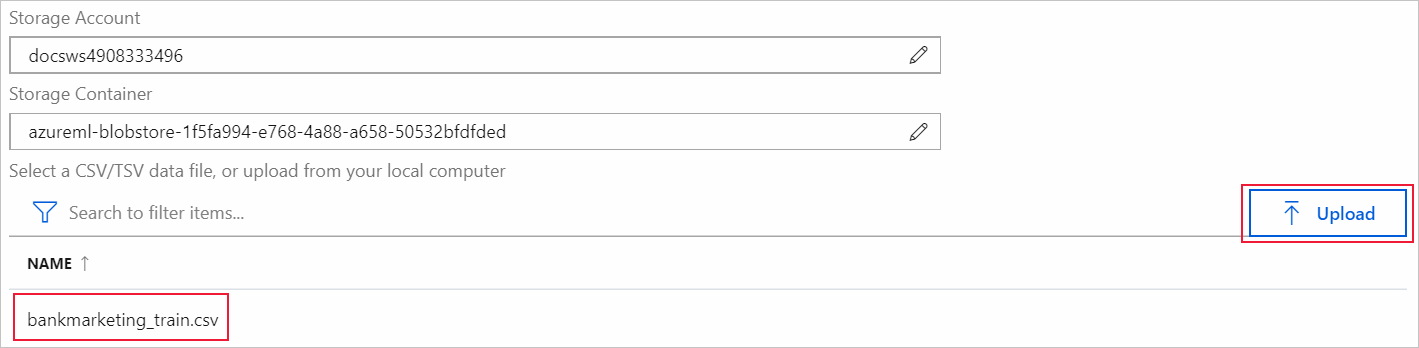 Storage Account
docsws4908333496
Storage Container
azureml-blobstore-1f5fa994-e768-4a88-a658-50532bfdfded
Select a CSV/TSV data file, or upload from your local computer
Search to filter items...
Upload
NAME ↑
bankmarketing_train.csv